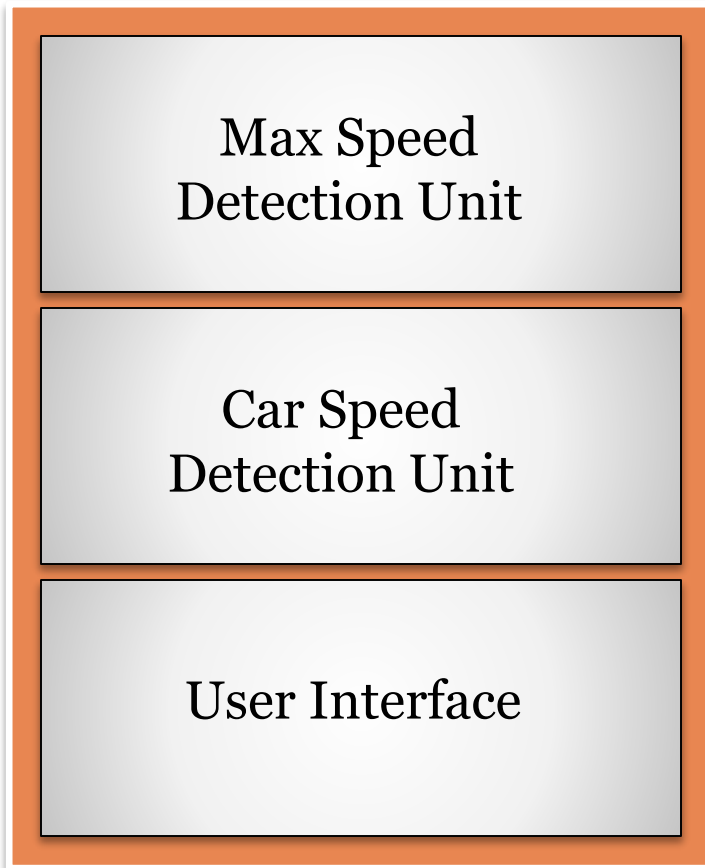 Max Speed
Detection Unit
Car Speed
Detection Unit
User Interface